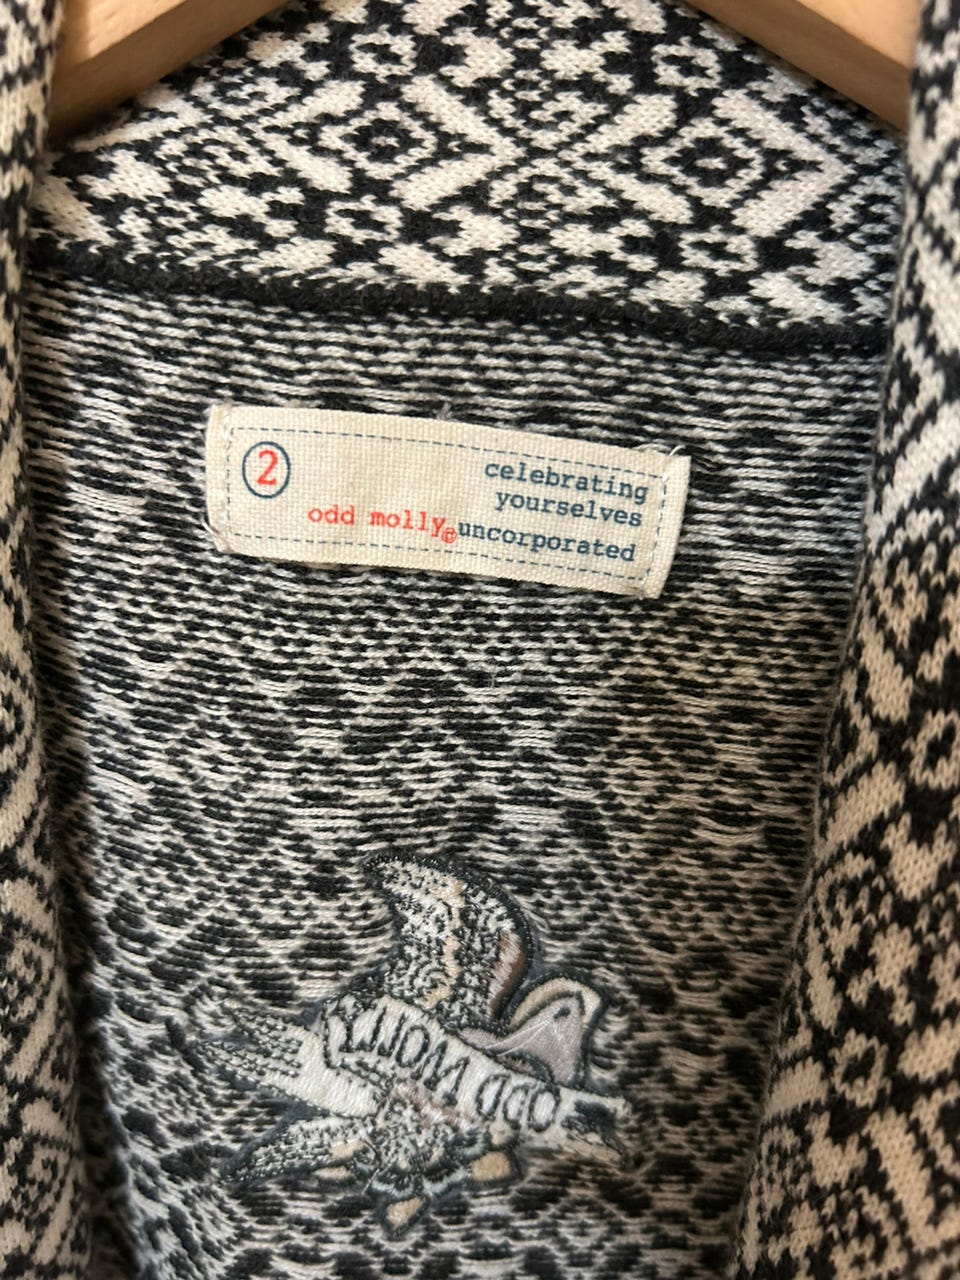 2
celebrating
yourselves
odd molly©uncorporated
ODD MOLLY